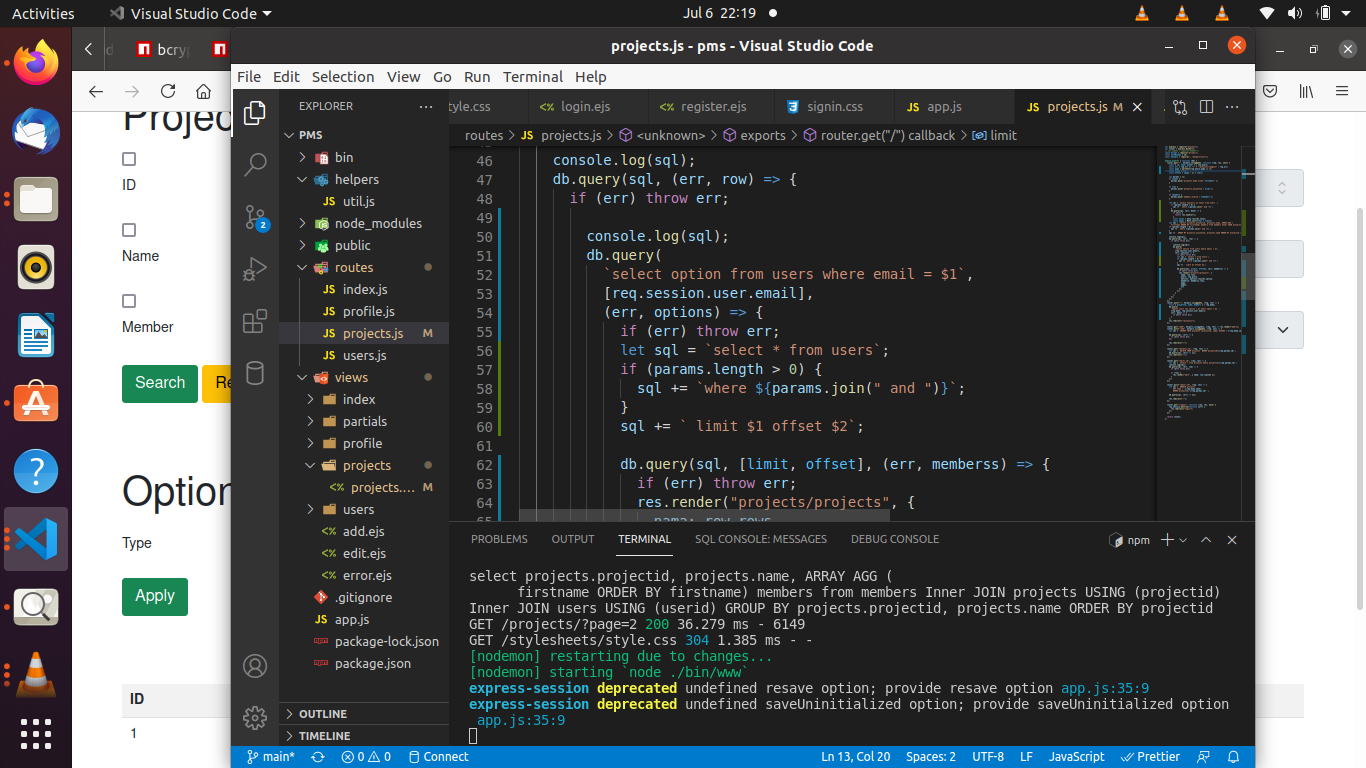 Activities
Visual Studio Code
Jul 6 22:19
bcry
Projec
ID
Name
Member
Search
Re
Option
Type
Apply
ID
1
projects.js - pms - Visual Studio Code
File Edit Selection View Go Run Terminal Help
EXPLORER
PMS
bin
helpers
util.js
node_modules
public
routes
index.js
profile.js
projects.js M
users.js
views
index
partials
profile
projects
projects.... M
users
add.ejs
edit.ejs
error.ejs
.gitignore
app.js
package-lock.json
package.json
OUTLINE
TIMELINE
2
tyle.css login.ejs register.ejs signin.css app.js projects.js M
routes > projects.js > <unknown> > exports > router.get("/") callback > limit
46 console.log(sql);
47 db.query(sql, (err, row) => {
48 if (err) throw err;
49
50 console.log(sql);
51 db.query(
52 `select option from users where email = $1`,
53 [req.session.user.email],
54 (err, options) => {
55 if (err) throw err;
56 let sql = `select * from users`;
57 if (params.length > 0) {
58 sql += `where ${params.join(" and ")}`;
59 }
60 sql += ` limit $1 offset $2`;
61
62 db.query(sql, [limit, offset], (err, memberss) => {
63 if (err) throw err;
64 res.render("projects/projects", {
65 nama: row.rows
PROBLEMS OUTPUT TERMINAL SQL CONSOLE: MESSAGES DEBUG CONSOLE
npm
select projects.projectid, projects.name, ARRAY AGG (
firstname ORDER BY firstname) members from members Inner JOIN projects USING (projectid)
Inner JOIN users USING (userid) GROUP BY projects.projectid, projects.name ORDER BY projectid
GET /projects/?page=2 200 36.279 ms - 6149
GET /stylesheets/style.css 304 1.385 ms - -
[nodemon] restarting due to changes...
[nodemon] starting `node ./bin/www`
express-session deprecated undefined resave option; provide resave option app.js:35:9
express-session deprecated undefined saveUninitialized option; provide saveUninitialized option
app.js:35:9
main* 0 0 Connect Ln 13, Col 20 Spaces: 2 UTF-8 LF JavaScript Prettier